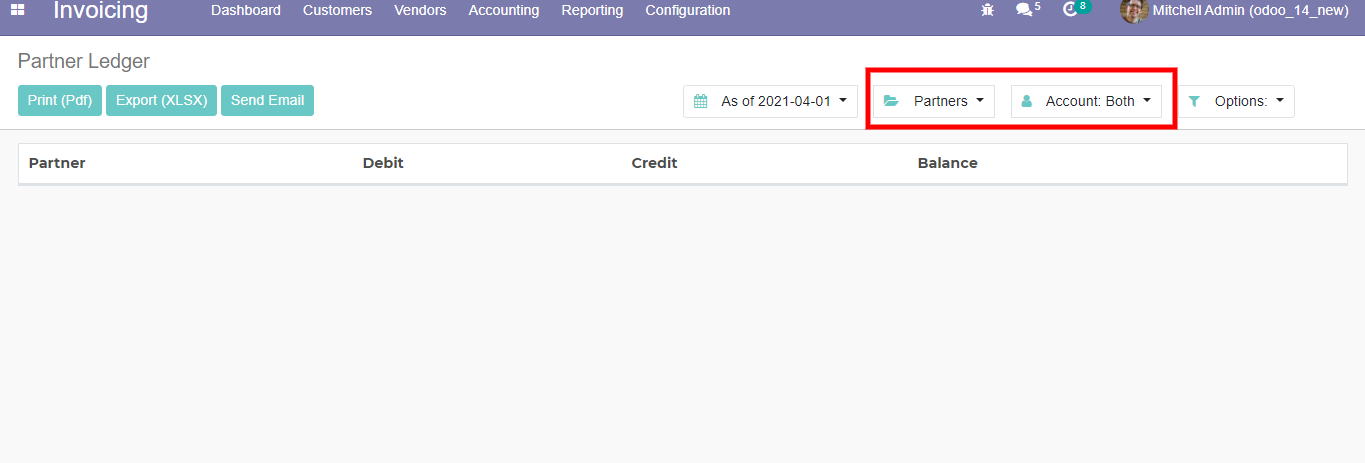 Invoicing Dashboard Customers Vendors Accounting Reporting Configuration 5 8 Mitchell Admin (odoo_14_new)
Partner Ledger
Print (Pdf) Export (XLSX) Send Email As of 2021-04-01 Partners Account: Both Options:
Partner Debit Credit Balance